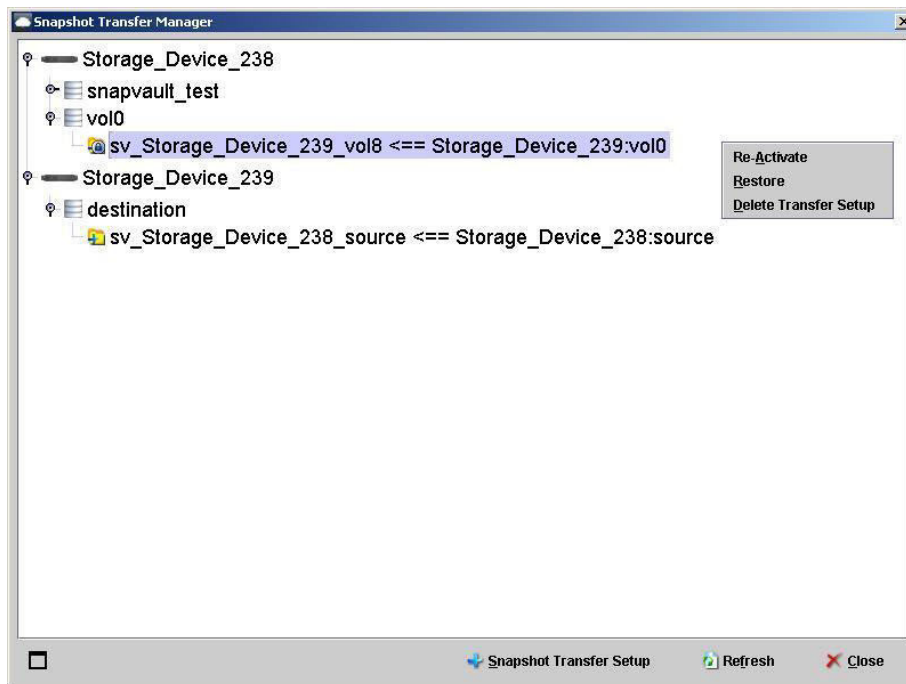 Snapshot Transfer Manager
Storage_Device_238
snapvault_test
vol0
sv_Storage_Device_239_vol8 <== Storage_Device_239:vol0
Storage_Device_239
destination
sv_Storage_Device_238_source <== Storage_Device_238:source
Re-Activate
Restore
Delete Transfer Setup
Snapshot Transfer Setup
Refresh
Close